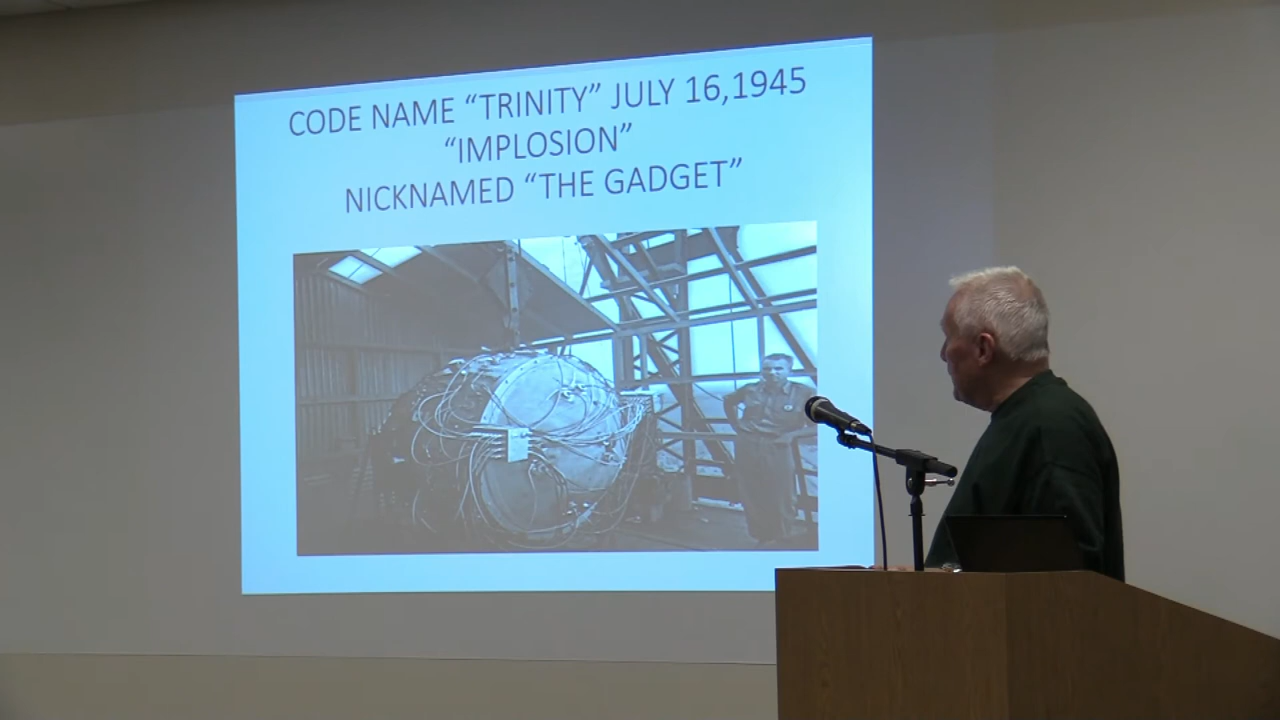 CODE NAME “TRINITY” JULY 16,1945
“IMPLOSION”
NICKNAMED “THE GADGET”